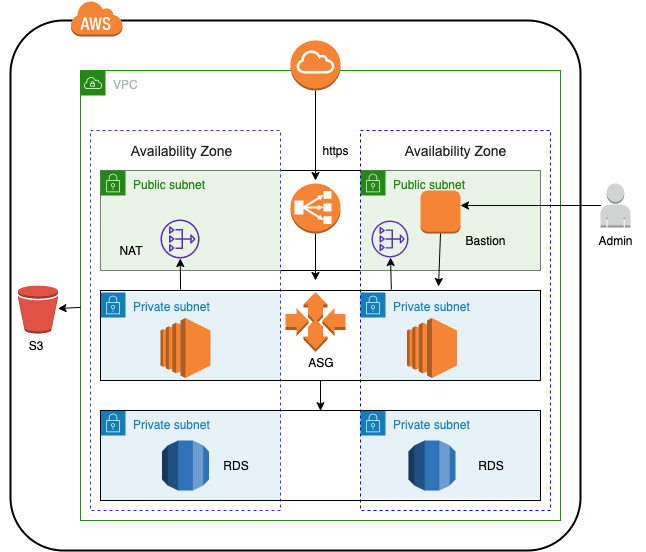 AWS
VPC
https
Availability Zone
Availability Zone
Public subnet
Public subnet
NAT
Bastion
Admin
Private subnet
Private subnet
S3
ASG
Private subnet
Private subnet
RDS
RDS